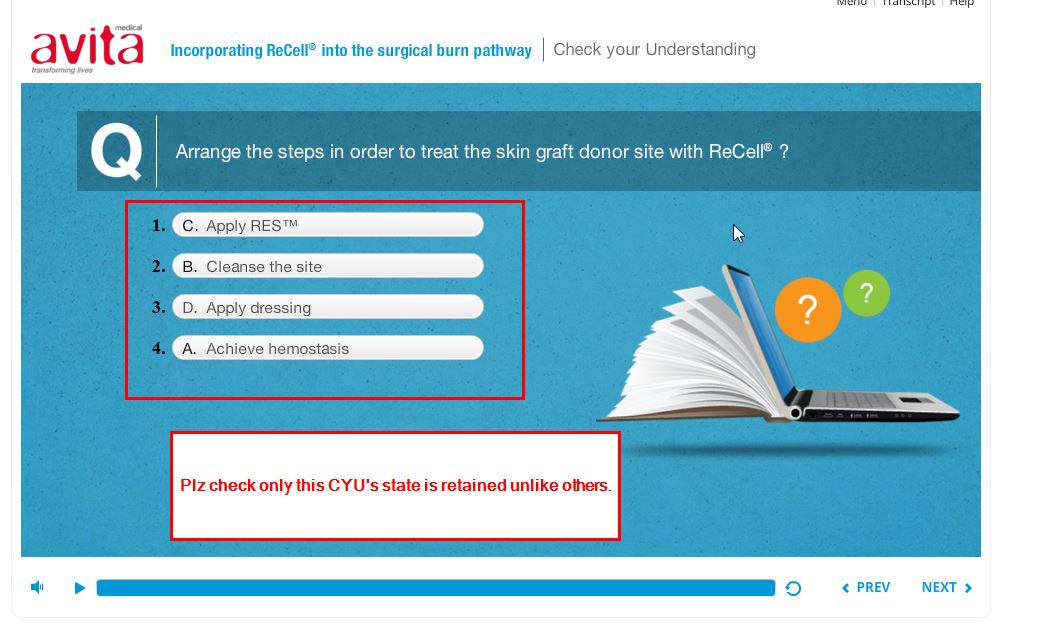 Menu | Transcript | Help
medical
avita
transforming lives
Incorporating ReCell® into the surgical burn pathway | Check your Understanding
Q Arrange the steps in order to treat the skin graft donor site with ReCell® ?
1. C. Apply RES™
2. B. Cleanse the site
3. D. Apply dressing
4. A. Achieve hemostasis
? ?
Plz check only this CYU's state is retained unlike others.
PREV NEXT